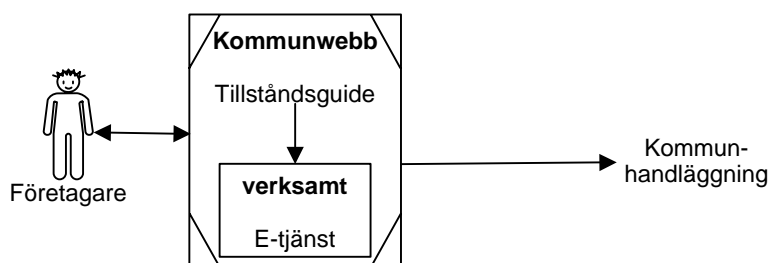 Kommunwebb
Tillståndsguide
Företagare
verksamt
E-tjänst
Kommun-
handläggning